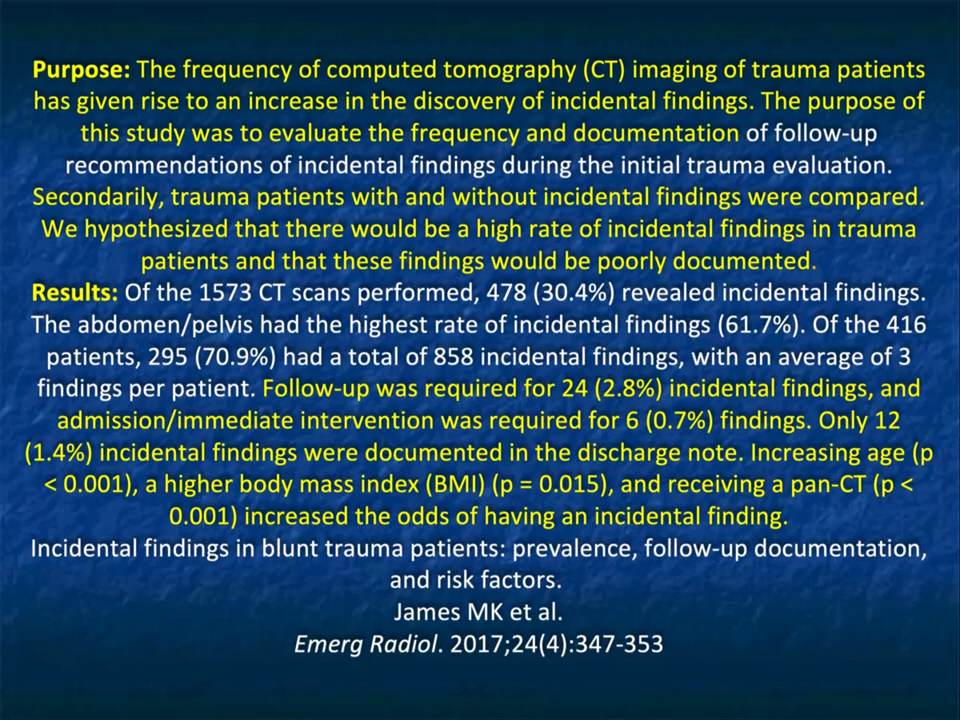 Purpose: The frequency of computed tomography (CT) imaging of trauma patients
has given rise to an increase in the discovery of incidental findings. The purpose of
this study was to evaluate the frequency and documentation of follow-up
recommendations of incidental findings during the initial trauma evaluation.
Secondarily, trauma patients with and without incidental findings were compared.
We hypothesized that there would be a high rate of incidental findings in trauma
patients and that these findings would be poorly documented.
Results: Of the 1573 CT scans performed, 478 (30.4%) revealed incidental findings.
The abdomen/pelvis had the highest rate of incidental findings (61.7%). Of the 416
patients, 295 (70.9%) had a total of 858 incidental findings, with an average of 3
findings per patient. Follow-up was required for 24 (2.8%) incidental findings, and
admission/immediate intervention was required for 6 (0.7%) findings. Only 12
(1.4%) incidental findings were documented in the discharge note. Increasing age (p
< 0.001), a higher body mass index (BMI) (p = 0.015), and receiving a pan-CT (p <
0.001) increased the odds of having an incidental finding.
Incidental findings in blunt trauma patients: prevalence, follow-up documentation,
and risk factors.
James MK et al.
Emerg Radiol. 2017;24(4):347-353